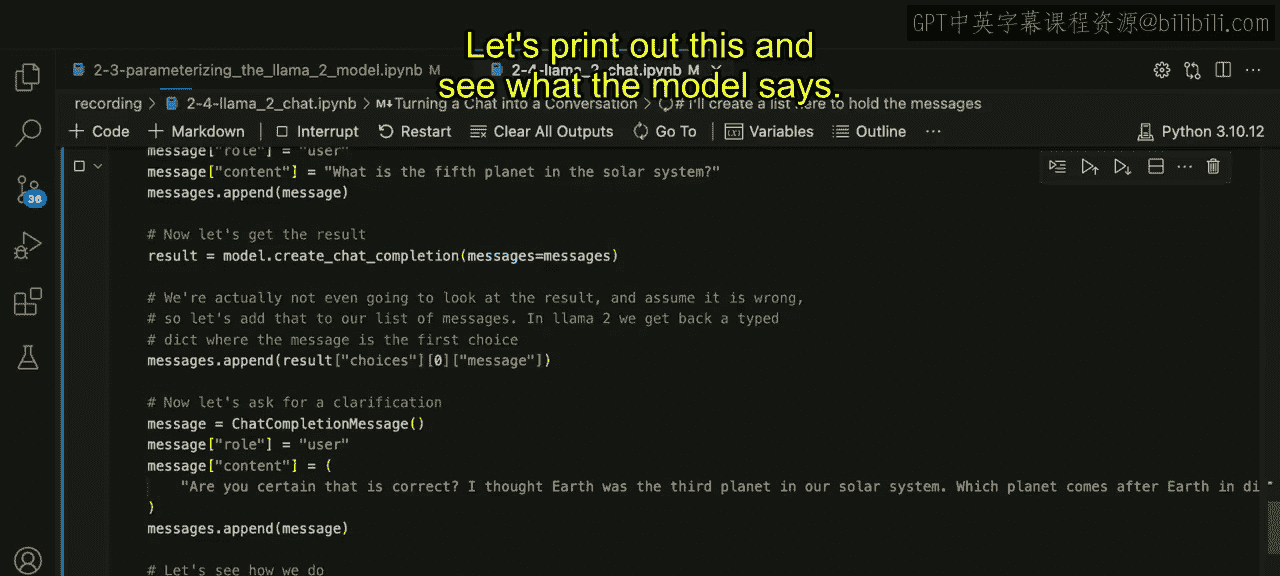 GPT中英字幕课程资源@bilibili.com
Let's print out this and
see what the model says.
2-3-parameterizing_the_llama_2_model.ipynb M
2-4-llama_2_chat.ipynb M
recording > 2-4-llama_2_chat.ipynb > M↓Turning a Chat into a Conversation > # I'll create a list here to hold the messages
+ Code + Markdown | Interrupt Restart Clear All Outputs Go To | Variables Outline ··· Python 3.10.12
message["role"] = "user"
message["content"] = "What is the fifth planet in the solar system?"
messages.append(message)
# Now let's get the result
result = model.create_chat_completion(messages=messages)
# We're actually not even going to look at the result, and assume it is wrong,
# so let's add that to our list of messages. In llama 2 we get back a typed
# dict where the message is the first choice
messages.append(result["choices"][0]["message"])
# Now let's ask for a clarification
message = ChatCompletionMessage()
message["role"] = "user"
message["content"] = (
"Are you certain that is correct? I thought Earth was the third planet in our solar system. Which planet comes after Earth in di
)
messages.append(message)
# Let's see how we do
36